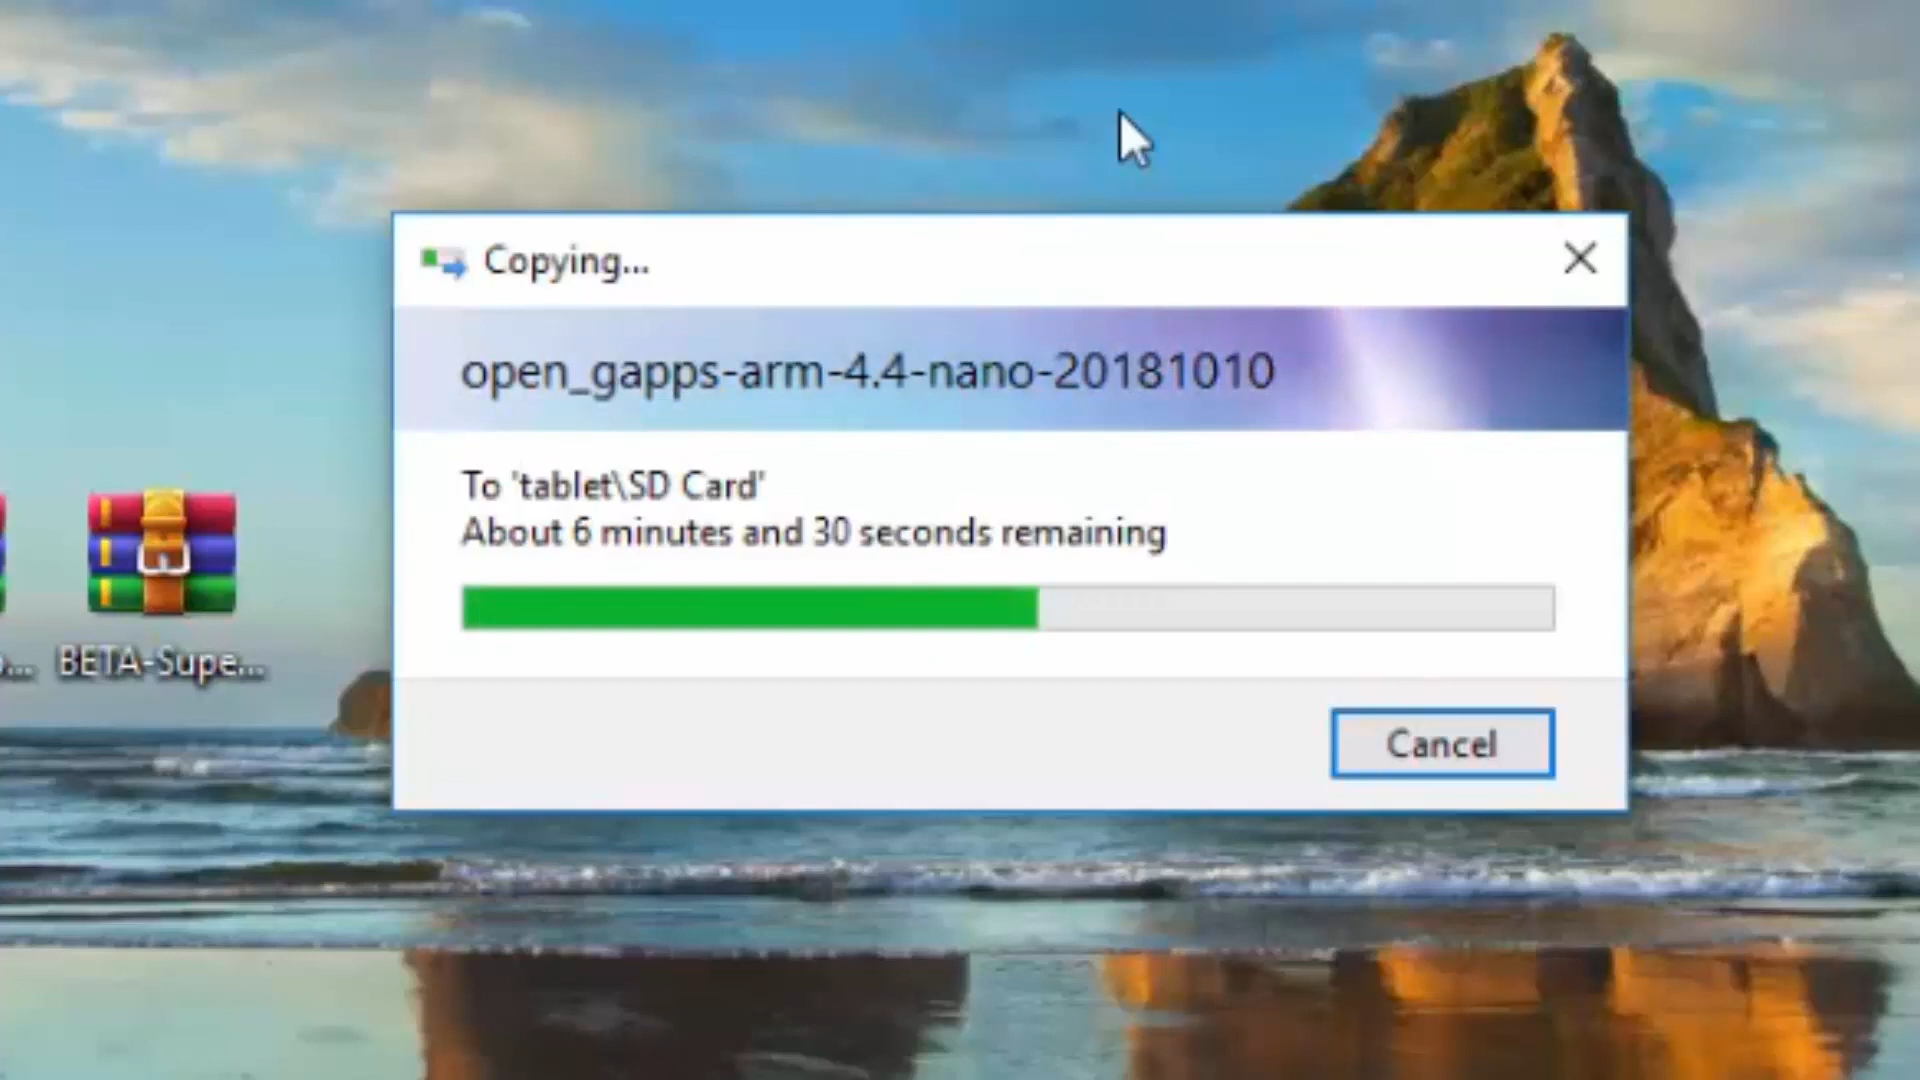 Copying...
open_gapps-arm-4.4-nano-20181010
To 'tablet\SD Card'
About 6 minutes and 30 seconds remaining
BETA-Supe...
Cancel